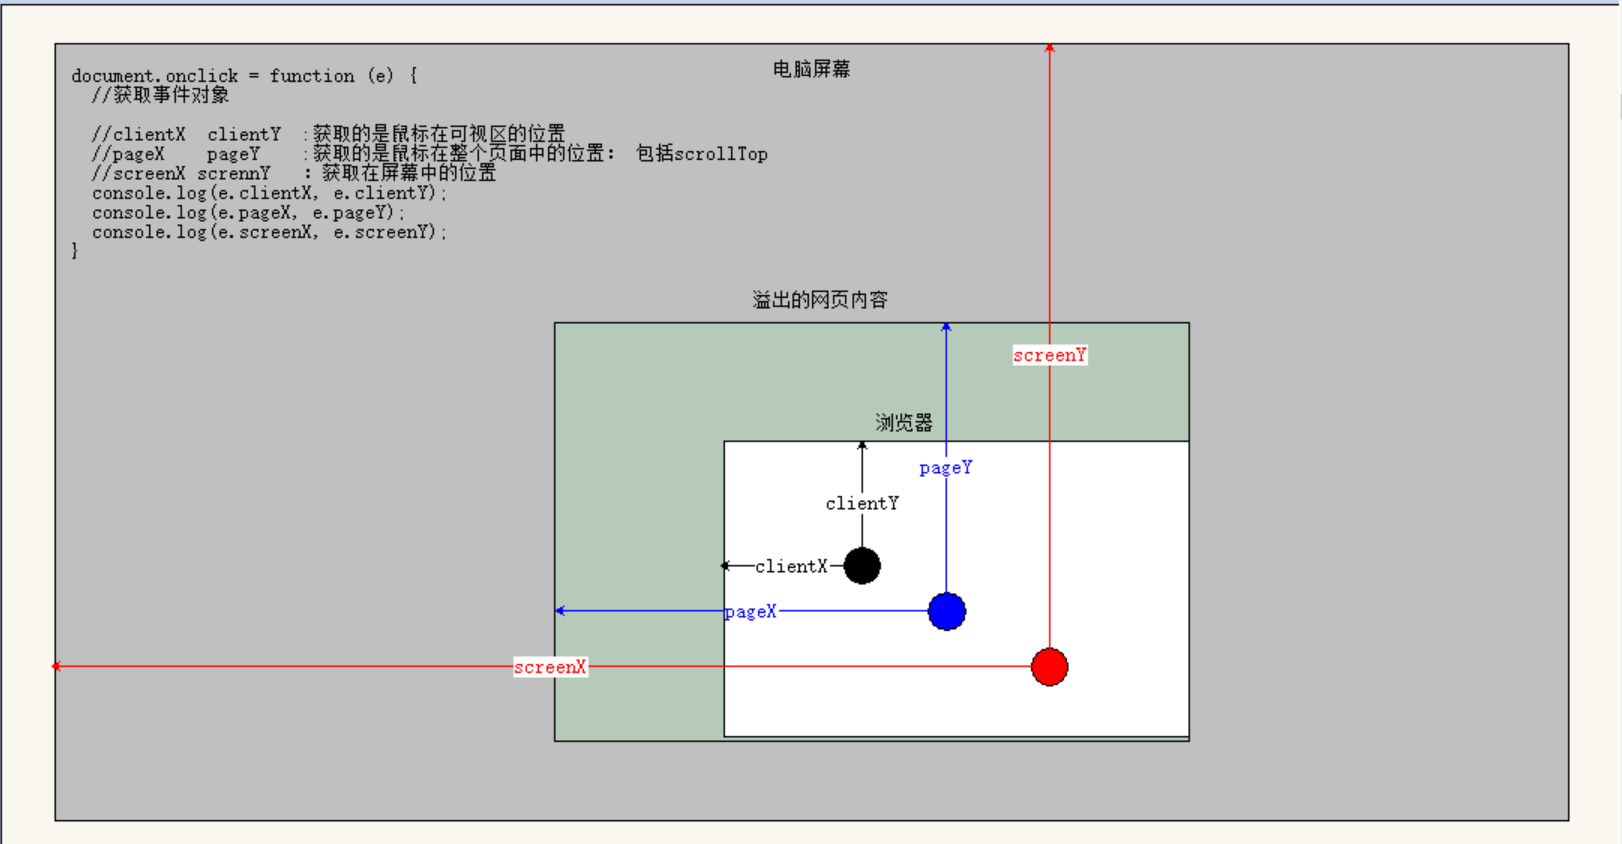 document.onclick = function (e) {
电脑屏幕
//获取事件对象
//clientX clientY :获取的是鼠标在可视区的位置
//pageX pageY :获取的是鼠标在整个页面中的位置: 包括scrollTop
//screenX scrennY : 获取在屏幕中的位置
console.log(e.clientX, e.clientY);
console.log(e.pageX, e.pageY);
console.log(e.screenX, e.screenY);
}
溢出的网页内容
screenY
浏览器
pageY
clientY
clientX
pageX
screenX